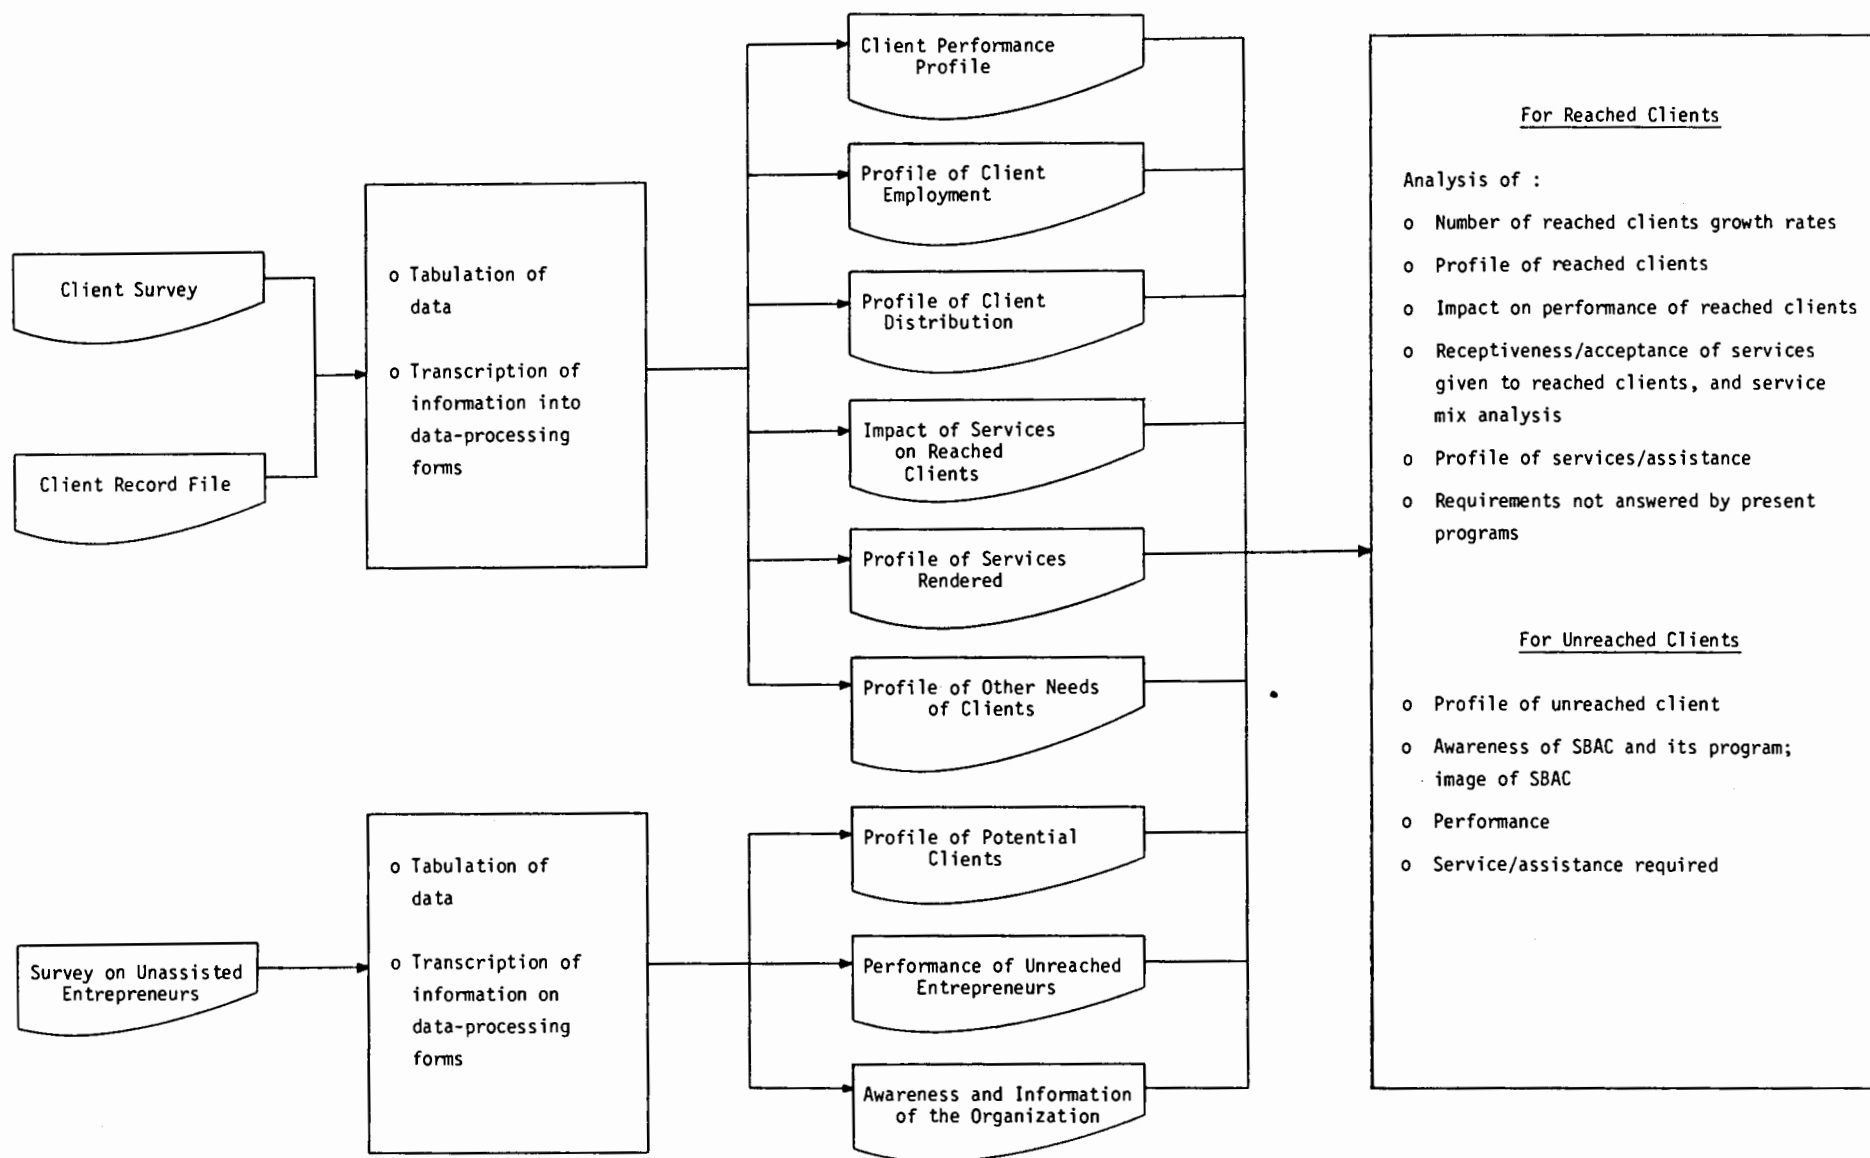 Client Survey
Client Record File
o Tabulation of
data
o Transcription of
information into
data-processing
forms
Client Performance
Profile
Profile of Client
Employment
Profile of Client
Distribution
Impact of Services
on Reached
Clients
Profile of Services
Rendered
Profile of Other Needs
of Clients
Survey on Unassisted
Entrepreneurs
o Tabulation of
data
o Transcription of
information on
data-processing
forms
Profile of Potential
Clients
Performance of Unreached
Entrepreneurs
Awareness and Information
of the Organization
For Reached Clients
Analysis of :
o Number of reached clients growth rates
o Profile of reached clients
o Impact on performance of reached clients
o Receptiveness/acceptance of services
given to reached clients, and service
mix analysis
o Profile of services/assistance
o Requirements not answered by present
programs
For Unreached Clients
o Profile of unreached client
o Awareness of SBAC and its program;
image of SBAC
o Performance
o Service/assistance required